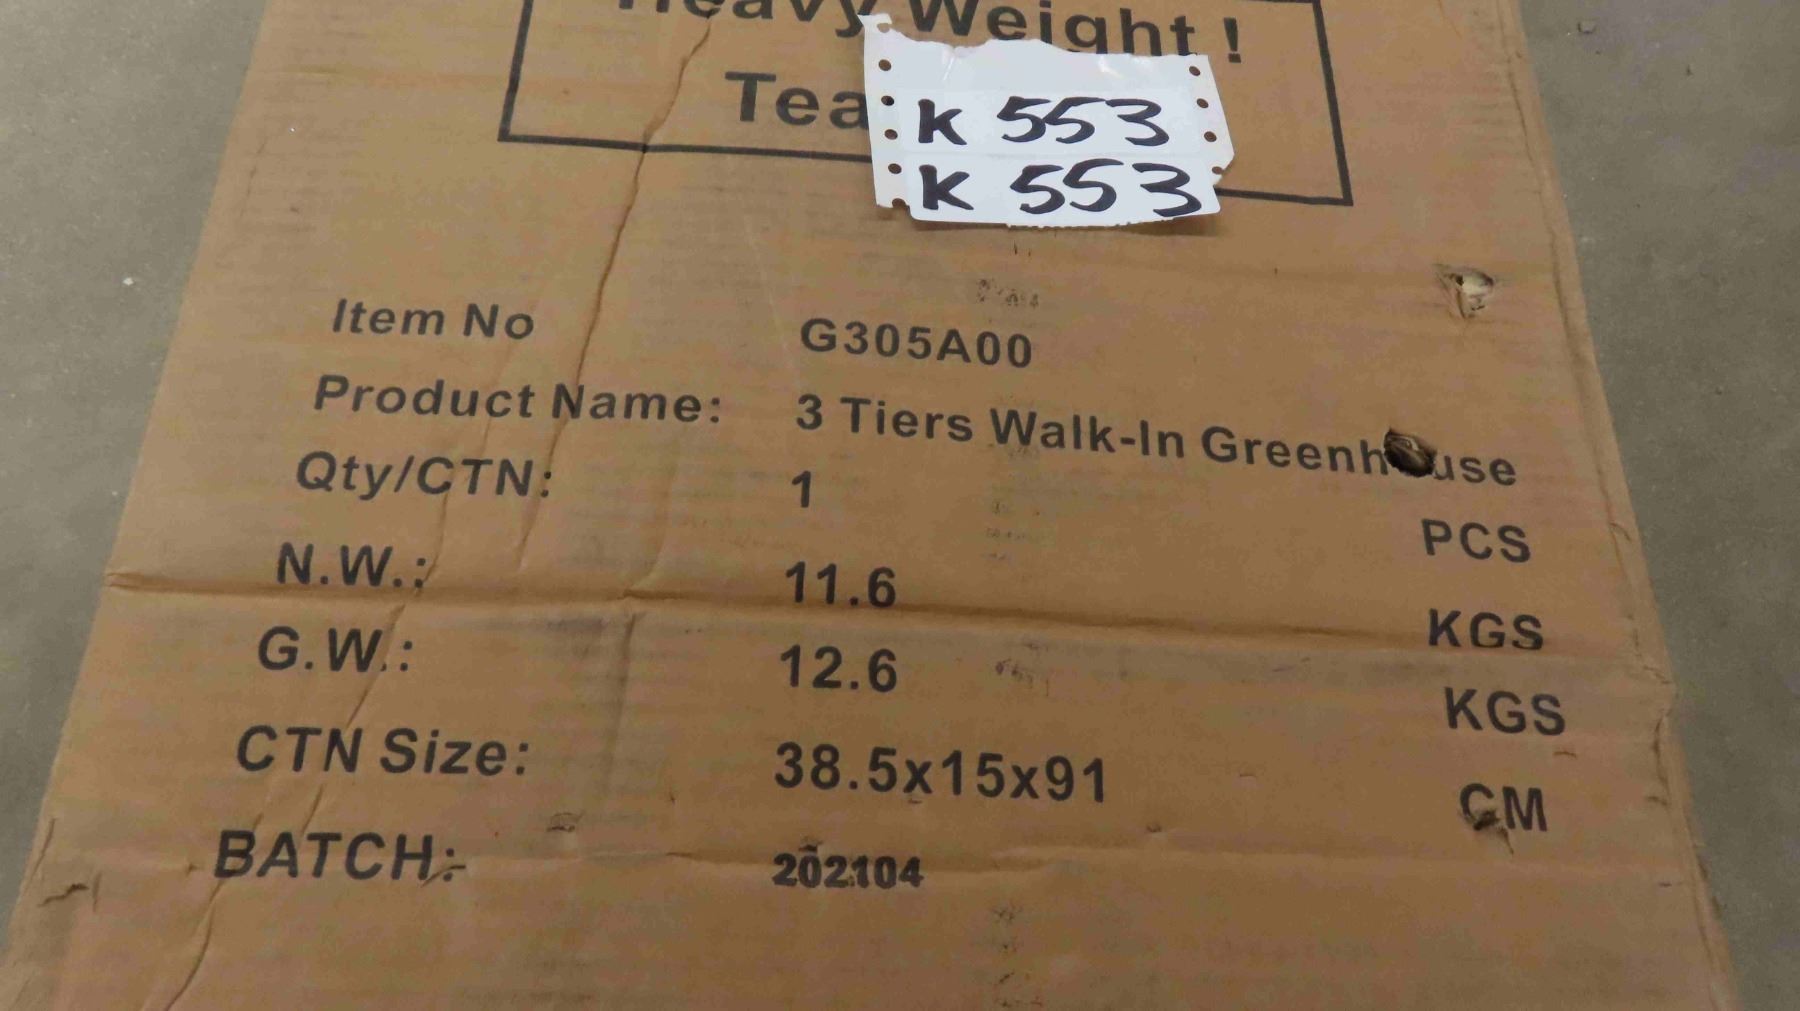 Heavy Weight !
Tea
K 553
K 553
Item No G305A00
Product Name: 3 Tiers Walk-In Greenhouse
Qty/CTN: 1 PCS
N.W.: 11.6 KGS
G.W.: 12.6 KGS
CTN Size: 38.5x15x91 CM
BATCH: 202104